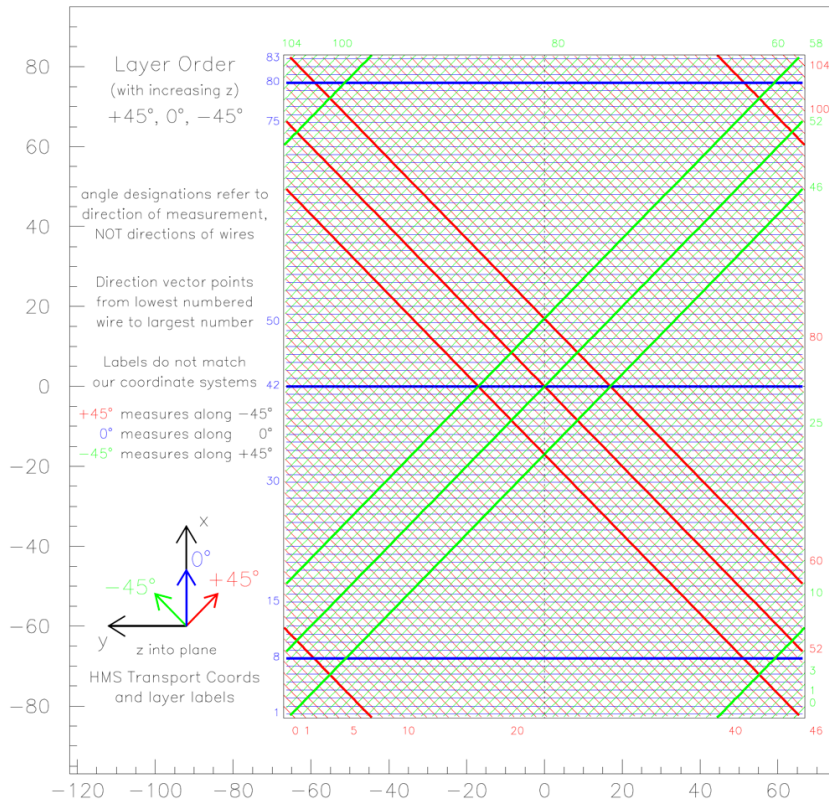 104 100 80 60 58
83 104
80
Layer Order
(with increasing z)
+45°, 0°, −45°
75 100 52
46
angle designations refer to
direction of measurement,
NOT directions of wires
Direction vector points
from lowest numbered
wire to largest number
50
80
Labels do not match
our coordinate systems
42
+45° measures along −45°
0° measures along 0°
−45° measures along +45°
25
30
x
0°
−45° +45°
60
10
15
y
z into plane
52
8
3
HMS Transport Coords
and layer labels
1
0
1
0 1 5 10 20 40 46
80
60
40
20
0
−20
−40
−60
−80
−120 −100 −80 −60 −40 −20 0 20 40 60